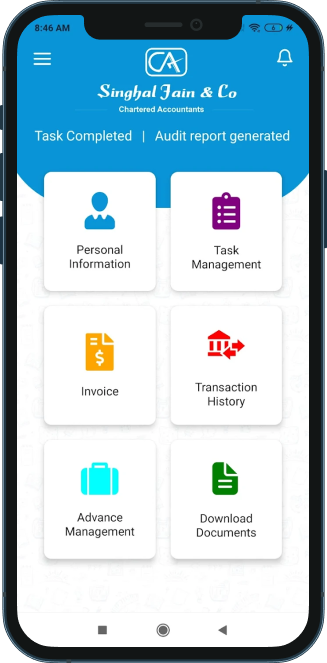 8:46 AM
CA
Singhal Jain & Co
Chartered Accountants
Task Completed | Audit report generated
Personal
Information
Task
Management
$
Invoice
Transaction
History
Advance
Management
Download
Documents